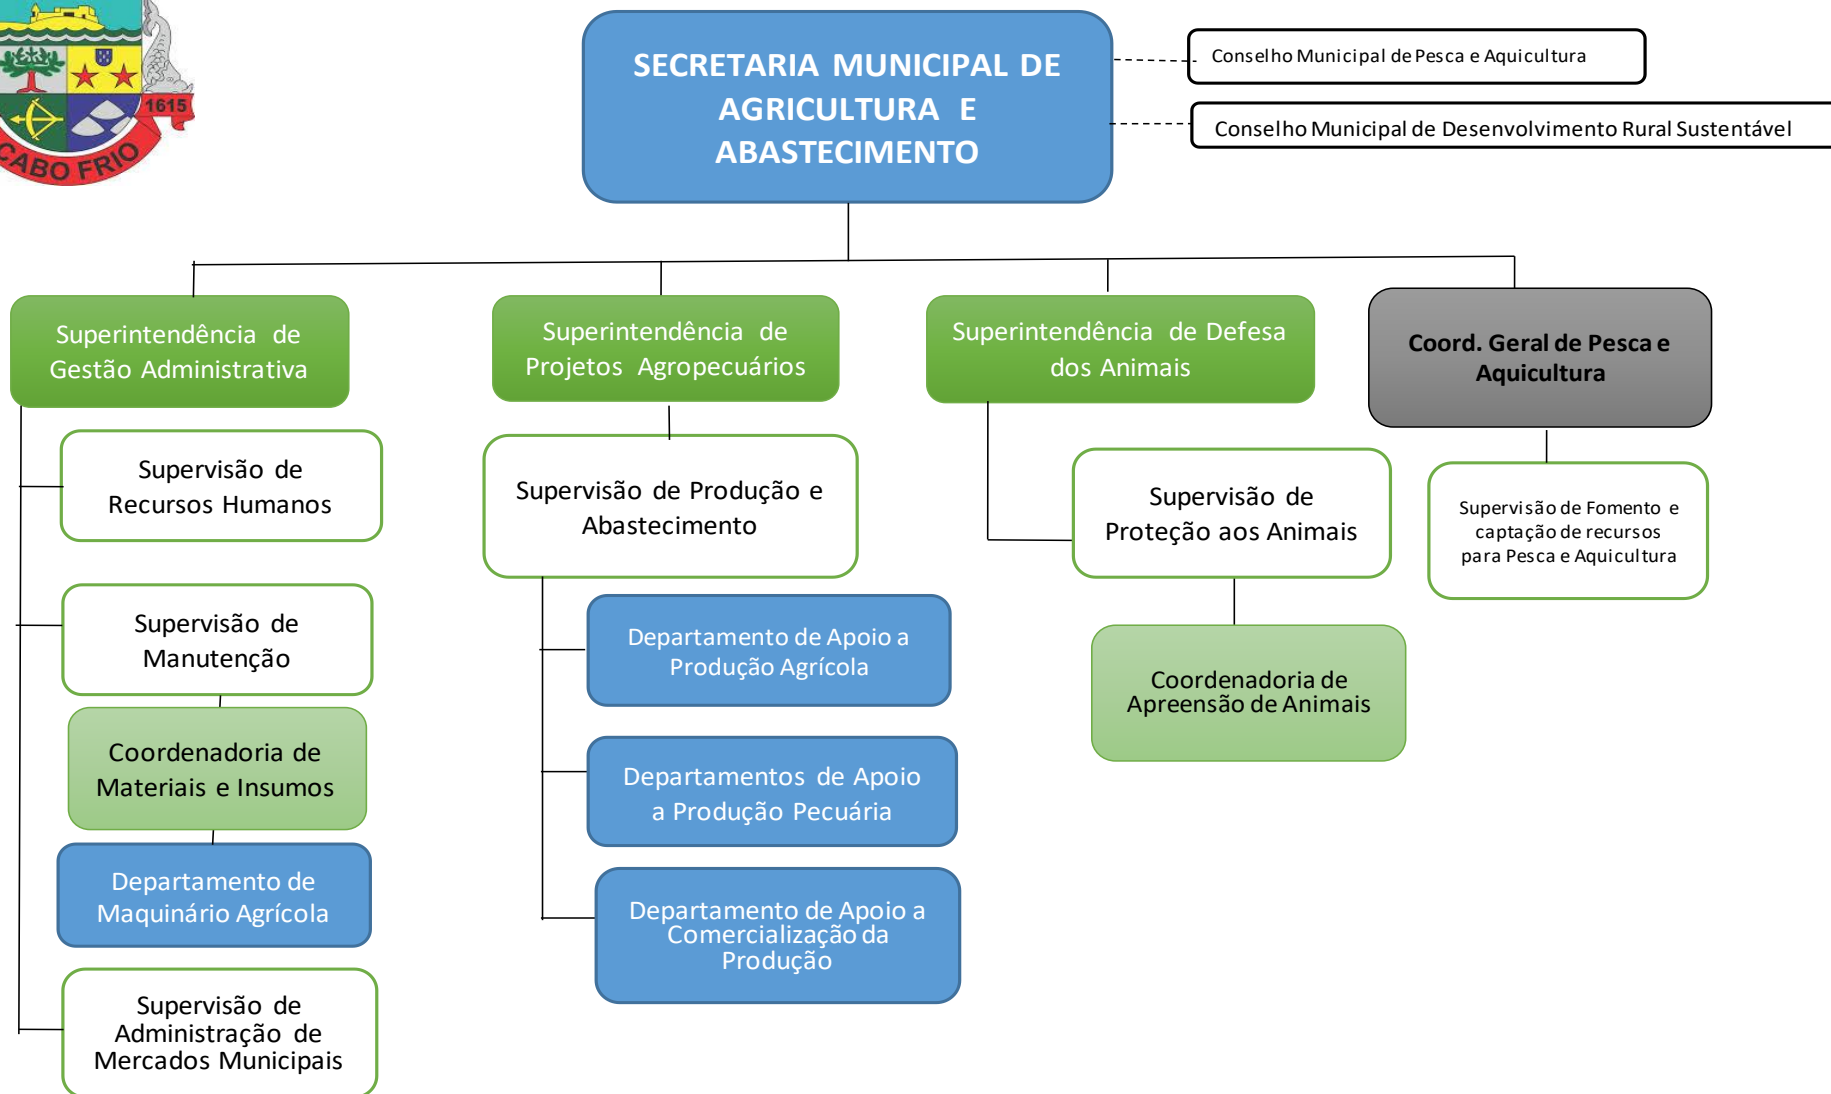 1615
CABO FRIO
SECRETARIA MUNICIPAL DE
AGRICULTURA E
ABASTECIMENTO
Conselho Municipal de Pesca e Aquicultura
Conselho Municipal de Desenvolvimento Rural Sustentável
Superintendência de
Gestão Administrativa
Supervisão de
Recursos Humanos
Supervisão de
Manutenção
Coordenadoria de
Materiais e Insumos
Departamento de
Maquinário Agrícola
Supervisão de
Administração de
Mercados Municipais
Superintendência de
Projetos Agropecuários
Supervisão de Produção e
Abastecimento
Departamento de Apoio a
Produção Agrícola
Departamentos de Apoio
a Produção Pecuária
Departamento de Apoio a
Comercialização da
Produção
Superintendência de Defesa
dos Animais
Supervisão de
Proteção aos Animais
Coordenadoria de
Apreensão de Animais
Coord. Geral de Pesca e
Aquicultura
Supervisão de Fomento e
captação de recursos
para Pesca e Aquicultura